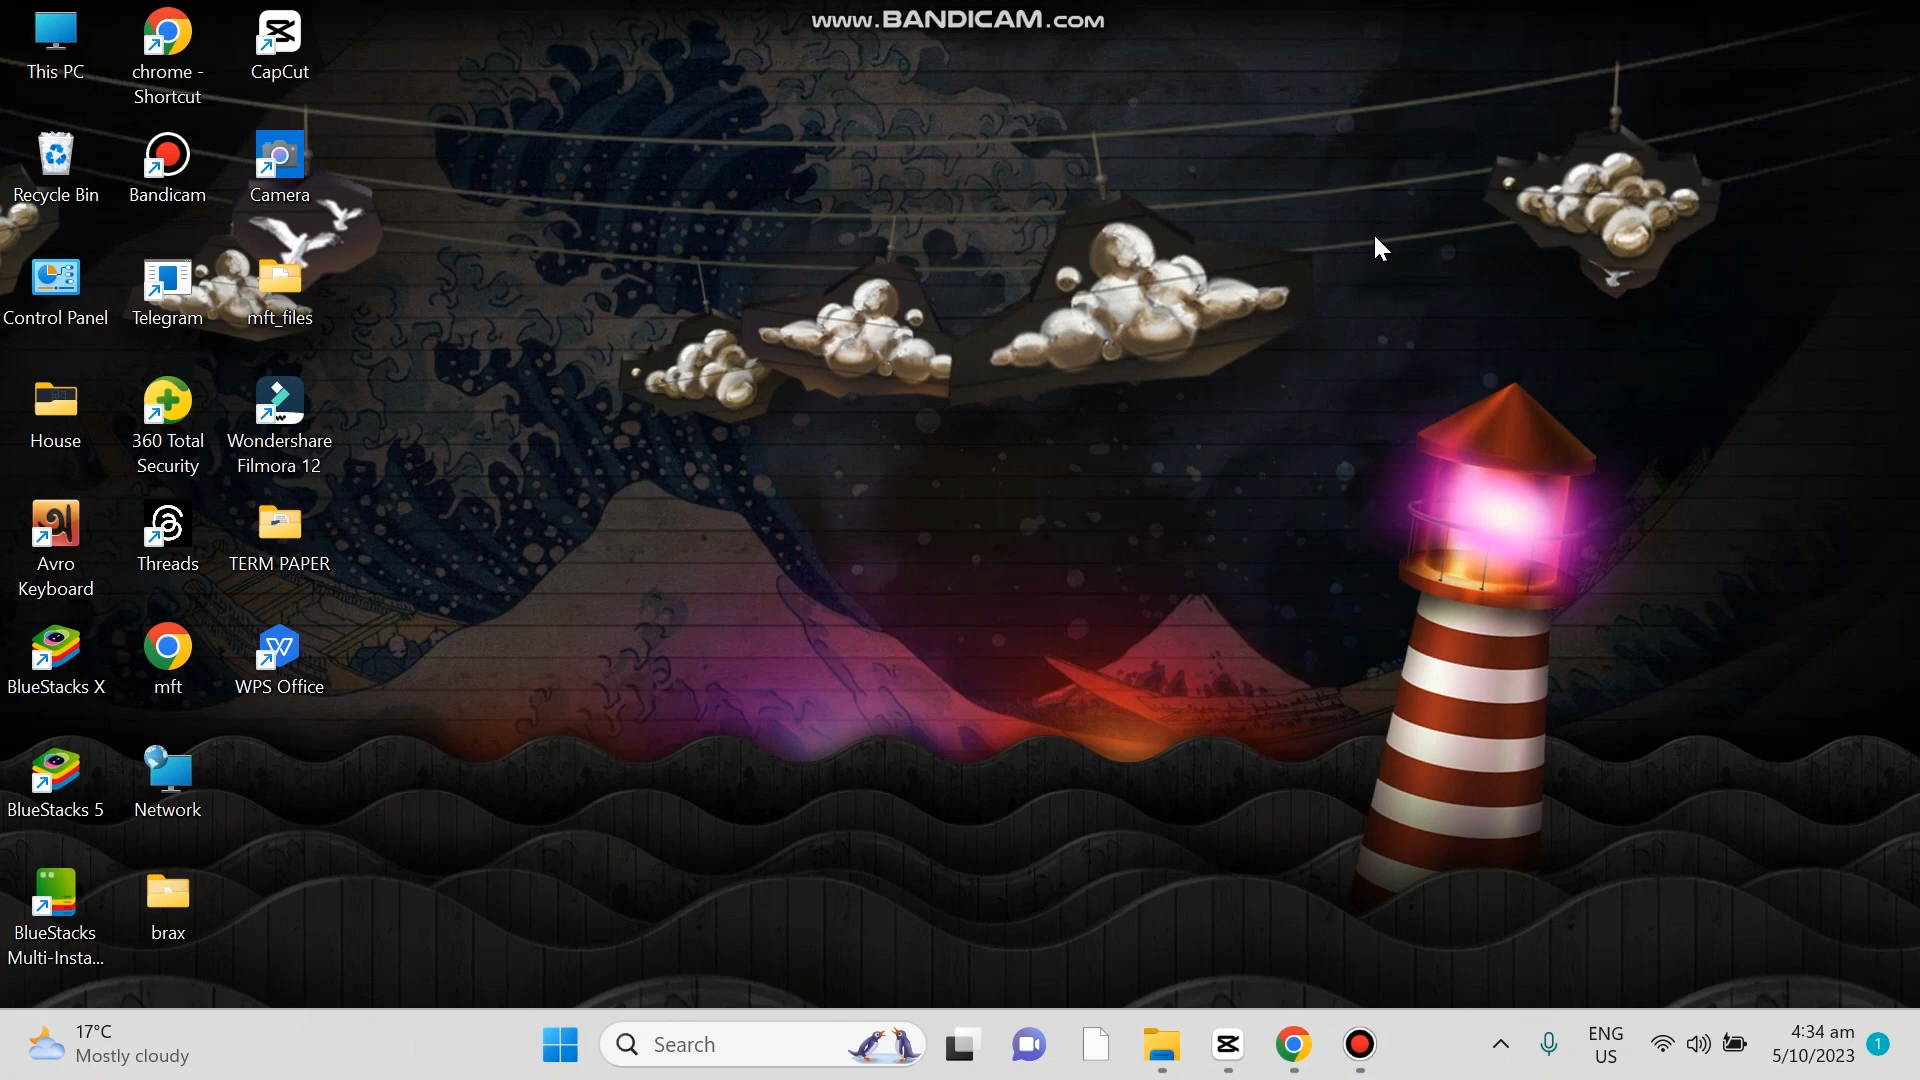 www.BANDICAM.com
This PC
chrome -
Shortcut
CapCut
Recycle Bin
Bandicam
Camera
Control Panel
Telegram
mft_files
House
360 Total
Security
Wondershare
Filmora 12
Avro
Keyboard
Threads
TERM PAPER
BlueStacks X
mft
WPS Office
BlueStacks 5
Network
BlueStacks
Multi-Insta...
brax
17°C
Mostly cloudy
Search
ENG
US
4:34 am
5/10/2023
1